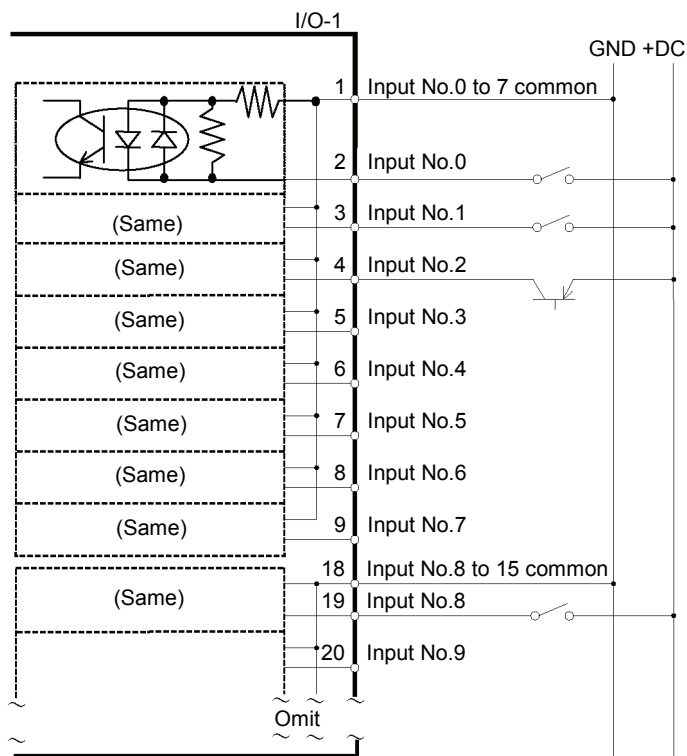 I/O-1
GND +DC
1 Input No.0 to 7 common
2 Input No.0
(Same) 3 Input No.1
(Same) 4 Input No.2
(Same) 5 Input No.3
(Same) 6 Input No.4
(Same) 7 Input No.5
(Same) 8 Input No.6
(Same) 9 Input No.7
18 Input No.8 to 15 common
(Same) 19 Input No.8
20 Input No.9
Omit